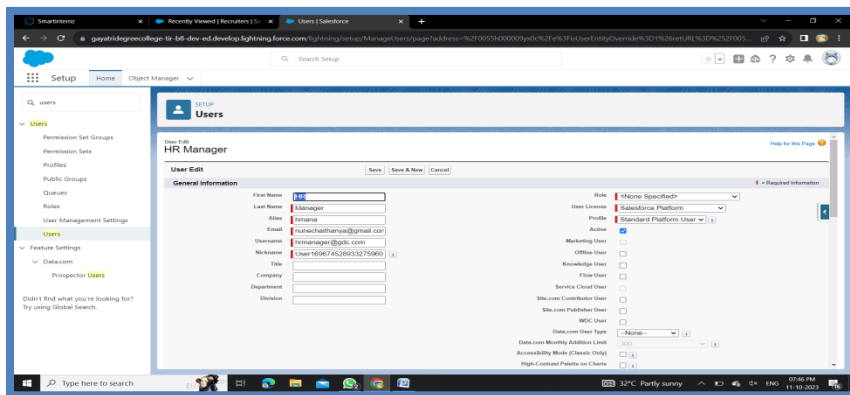 SmartInternz
Recently Viewed | Recruiters | Sa
Users | Salesforce
gayatridegreecollege-tir-b8-dev-ed.develop.lightning.force.com/lightning/setup/ManageUsers/page?address=%2F0055h000009yx0c%2Fe%3FisUserEntityOverride%3D1%26retURL%3D%252F005...
Search Setup
Setup
Home
Object Manager
users
Users
Permission Set Groups
Permission Sets
Profiles
Public Groups
Queues
Roles
User Management Settings
Users
Feature Settings
Data.com
Prospector Users
Didn't find what you're looking for?
Try using Global Search.
SETUP
Users
User Edit
HR Manager
Help for this Page
User Edit
Save
Save & New
Cancel
General Information
= Required Information
First Name HR
Last Name Manager
Alias hmana
Email nunechaithanya@gmail.com
Username hrmanager@gdc.com
Nickname User169674528933275960
Title
Company
Department
Division
Role <None Specified>
User License Salesforce Platform
Profile Standard Platform User
Active
Marketing User
Offline User
Knowledge User
Flow User
Service Cloud User
Site.com Contributor User
Site.com Publisher User
WDC User
Data.com User Type --None--
Data.com Monthly Addition Limit 300
Accessibility Mode (Classic Only)
High-Contrast Palette on Charts
Type here to search
32°C Partly sunny
ENG
07:46 PM
11-10-2023